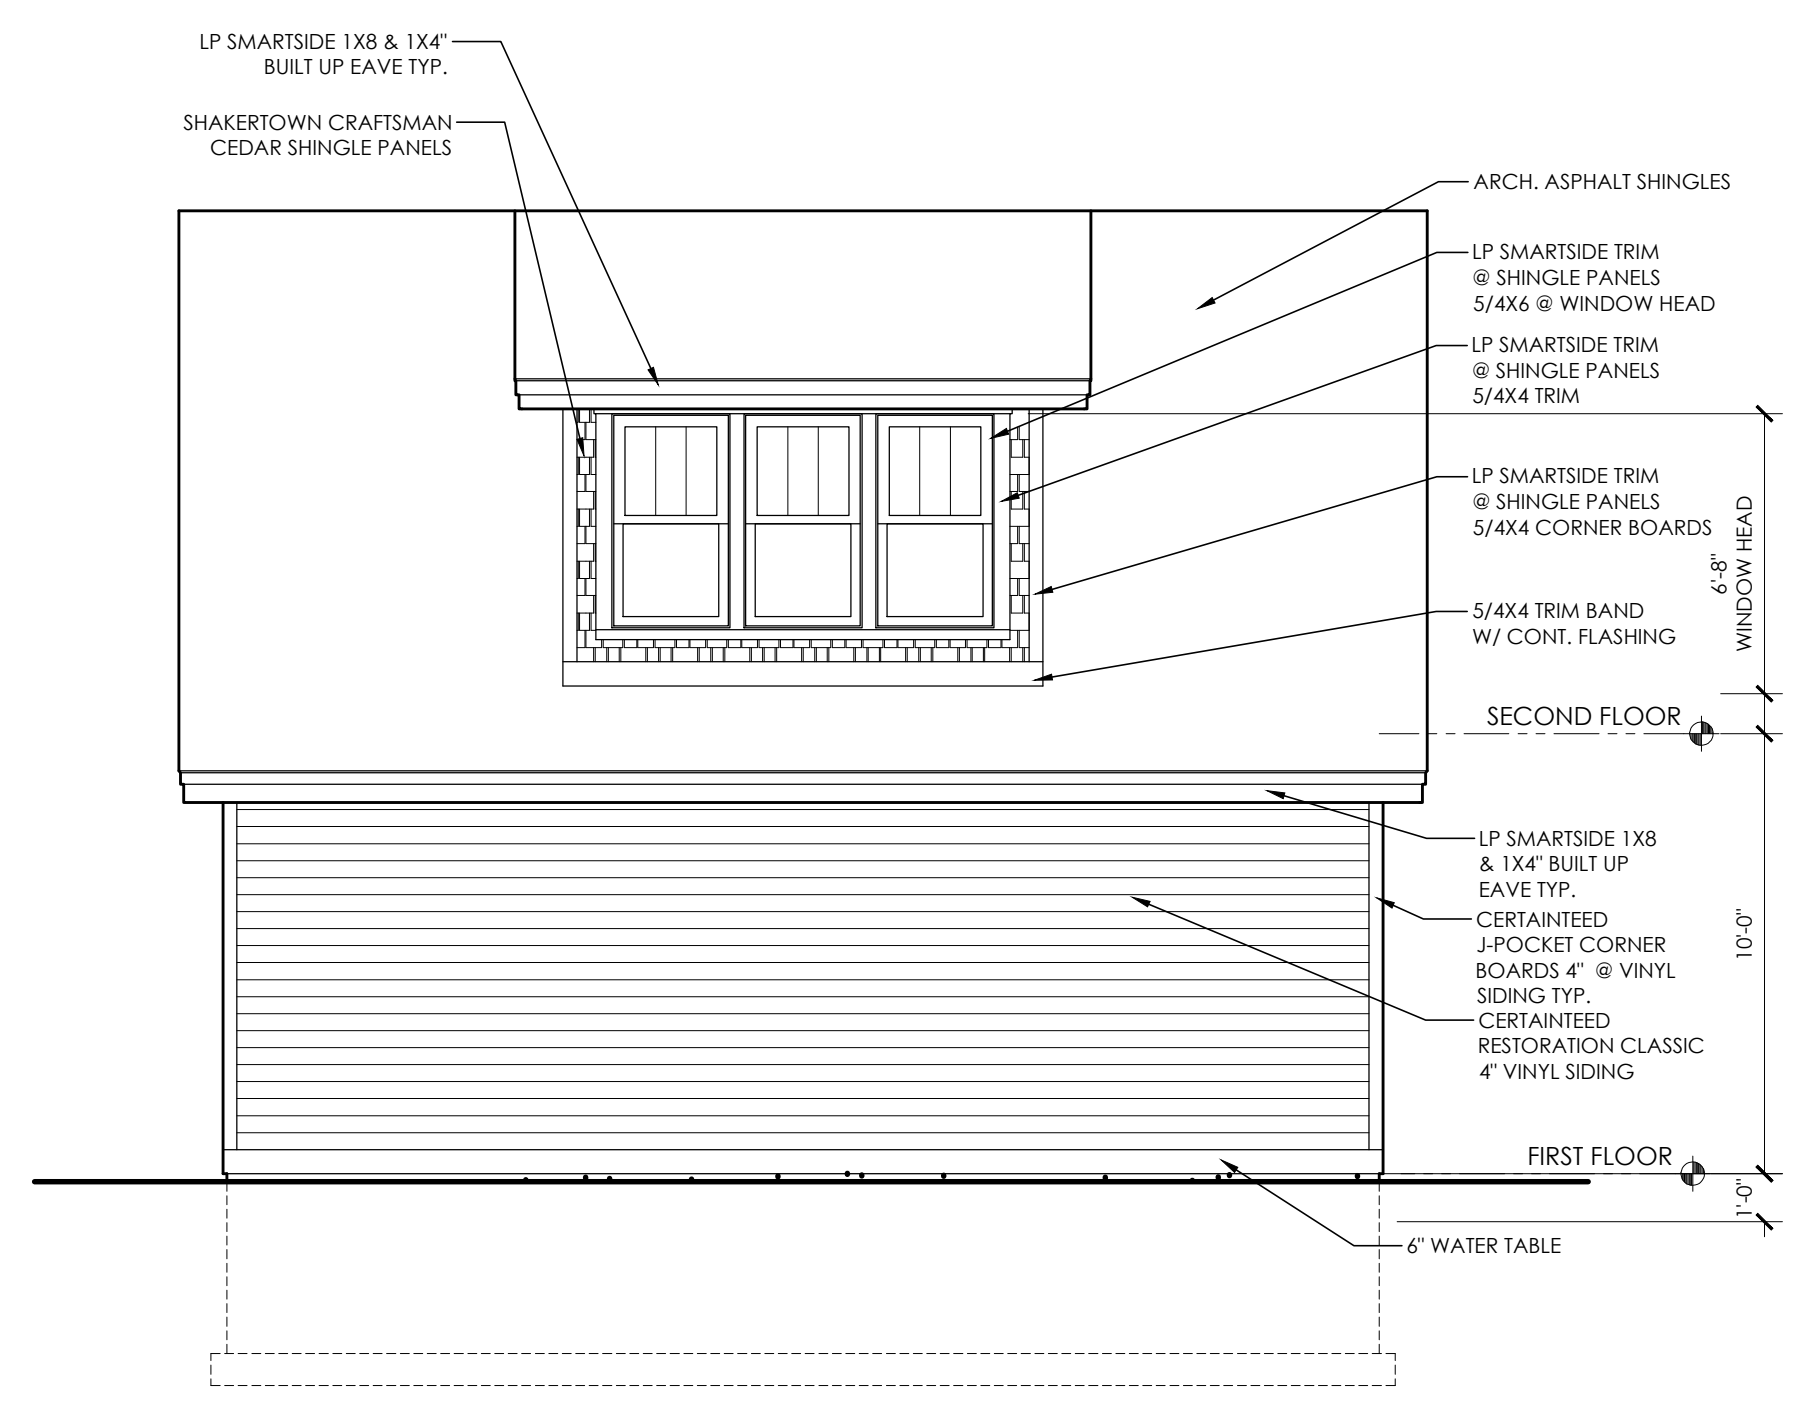 LP SMARTSIDE 1X8 & 1X4"
BUILT UP EAVE TYP.
SHAKERTOWN CRAFTSMAN
CEDAR SHINGLE PANELS
ARCH. ASPHALT SHINGLES
LP SMARTSIDE TRIM
@ SHINGLE PANELS
5/4X6 @ WINDOW HEAD
LP SMARTSIDE TRIM
@ SHINGLE PANELS
5/4X4 TRIM
LP SMARTSIDE TRIM
@ SHINGLE PANELS
5/4X4 CORNER BOARDS
6'-8"
WINDOW HEAD
5/4X4 TRIM BAND
W/ CONT. FLASHING
SECOND FLOOR
LP SMARTSIDE 1X8
& 1X4" BUILT UP
EAVE TYP.
CERTAINTEED
J-POCKET CORNER
BOARDS 4" @ VINYL
SIDING TYP.
10'-0"
CERTAINTEED
RESTORATION CLASSIC
4" VINYL SIDING
FIRST FLOOR
1'-0"
6" WATER TABLE